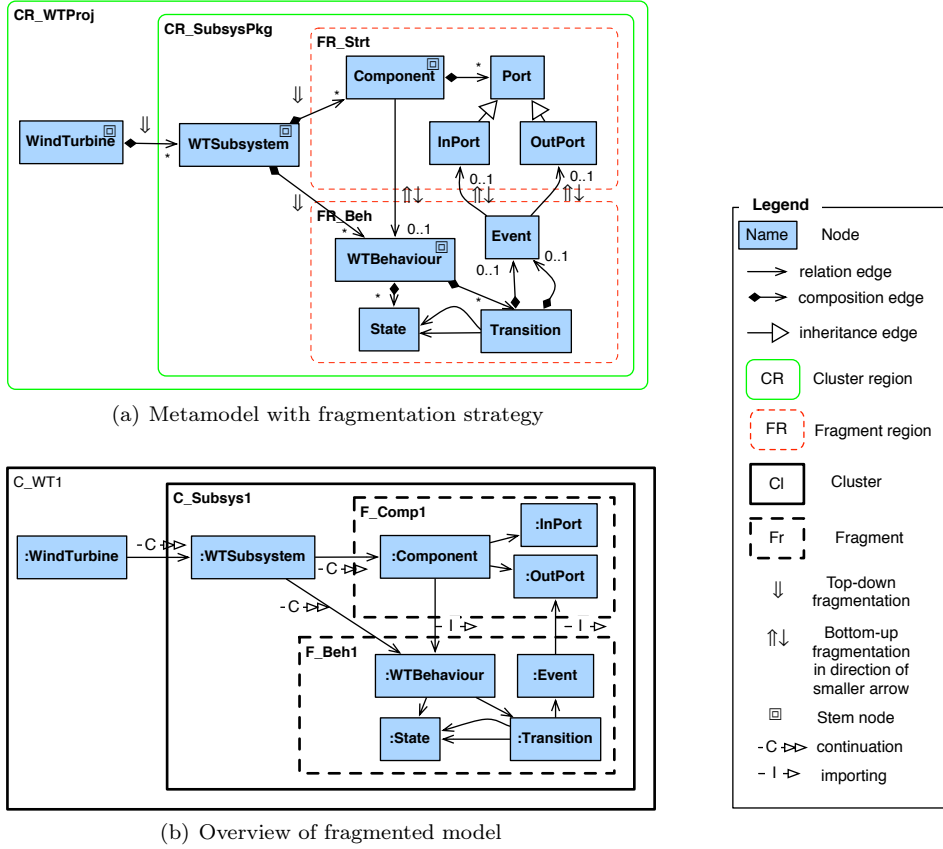 CR_WTProj
CR_SubsysPkg
FR_Strt
Component
*
Port
⇓
*
⇓
WindTurbine
*
WTSubsystem
InPort
OutPort
0..1
0..1
⇑↓
⇑↓
⇑↓
⇓
FR_Beh
*
0..1
Event
WTBehaviour
0..1
0..1
*
*
State
Transition
(a) Metamodel with fragmentation strategy
C_WT1
C_Subsys1
F_Comp1
:InPort
-C
:WindTurbine
:WTSubsystem
-C
:Component
:OutPort
-C
- I
- I
F_Beh1
:WTBehaviour
:Event
:State
:Transition
(b) Overview of fragmented model
Legend
Name Node
relation edge
composition edge
inheritance edge
CR Cluster region
FR Fragment region
Cl Cluster
Fr Fragment
⇓ Top-down
fragmentation
⇑↓ Bottom-up
fragmentation
in direction of
smaller arrow
Stem node
-C continuation
- I importing